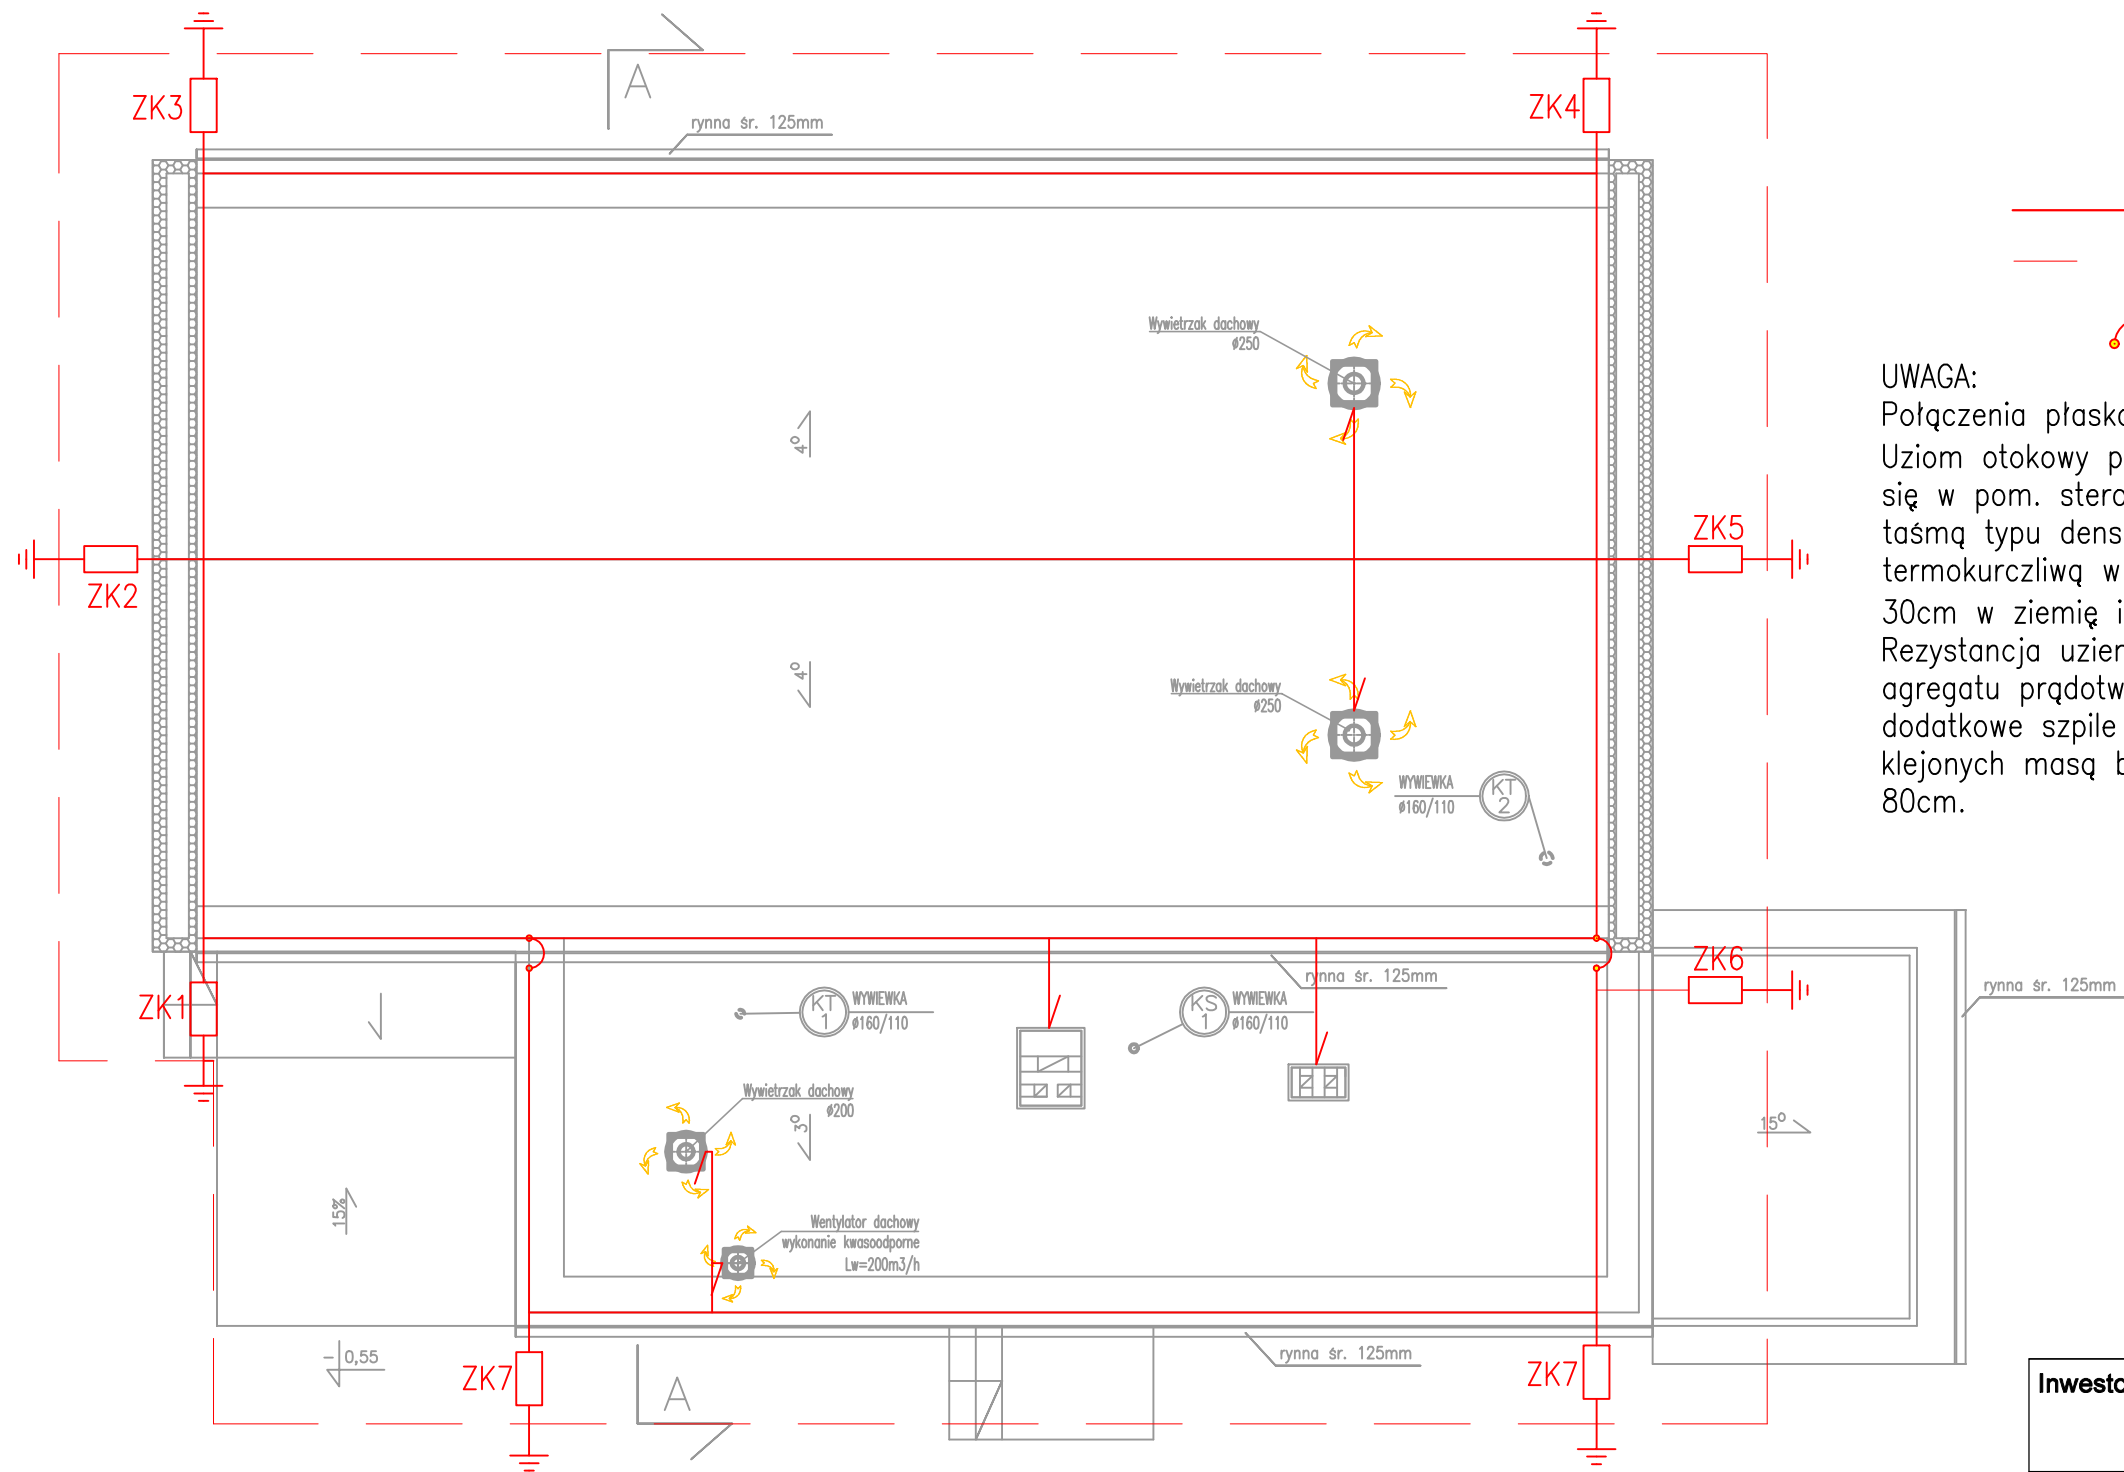 A
ZK3
ZK4
rynna śr. 125mm
Wywietrzak dachowy
ø250
4°
UWAGA:
Połączenia płask
Uziom otokowy p
się w pom. stero
taśmą typu dens
termokurczliwą w
30cm w ziemię i
Rezystancja uzie
agregatu prądotw
dodatkowe szpile
klejonych masą b
80cm.
ZK5
ZK2
4°
Wywietrzak dachowy
ø250
WYWIEWKA
ø160/110
KT
2
ZK6
rynna śr. 125mm
rynna śr. 125mm
ZK1
KT
1
WYWIEWKA
ø160/110
KS
1
WYWIEWKA
ø160/110
Wywietrzak dachowy
ø200
3°
15°
15%
Wentylator dachowy
wykonanie kwasoodporne
Lw=200m3/h
- 0,55
rynna śr. 125mm
ZK7
A
ZK7
Inwesto